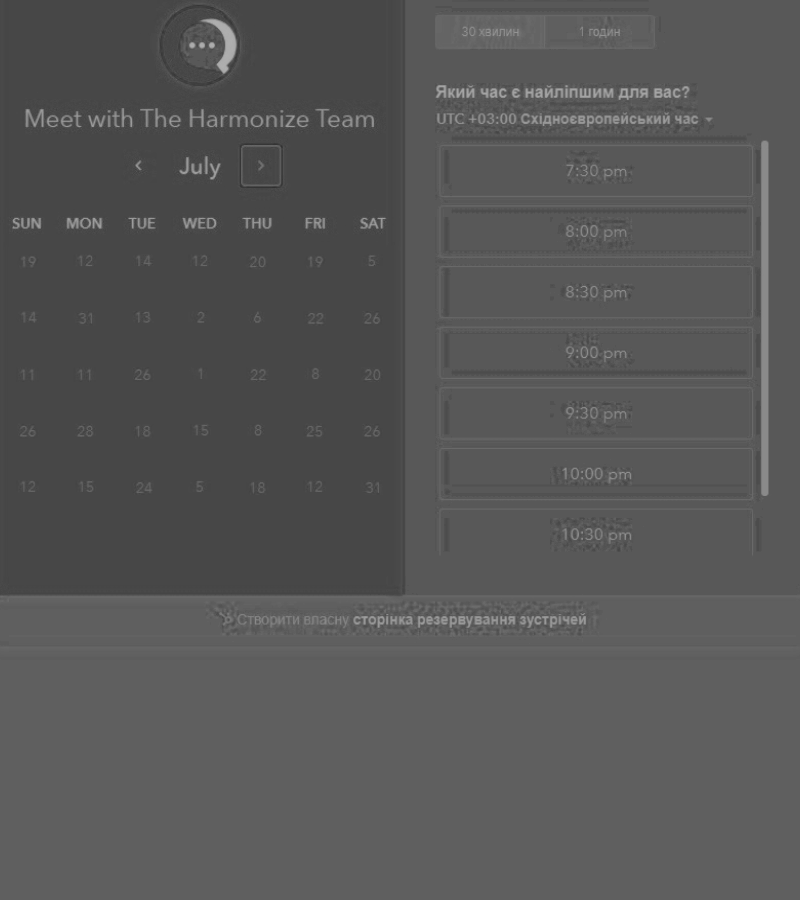 Meet with The Harmonize Team
July
SUN MON TUE WED THU FRI SAT
19 12 14 12 20 19 5
14 31 13 2 6 22 26
11 11 26 1 22 8 20
26 28 18 15 8 25 26
12 15 24 5 18 12 31
30 хвилин 1 годин
Який час є найліпшим для вас?
UTC +03:00 Східноєвропейський час
7:30 pm
8:00 pm
8:30 pm
9:00 pm
9:30 pm
10:00 pm
10:30 pm
Створити власну сторінка резервування зустрічей